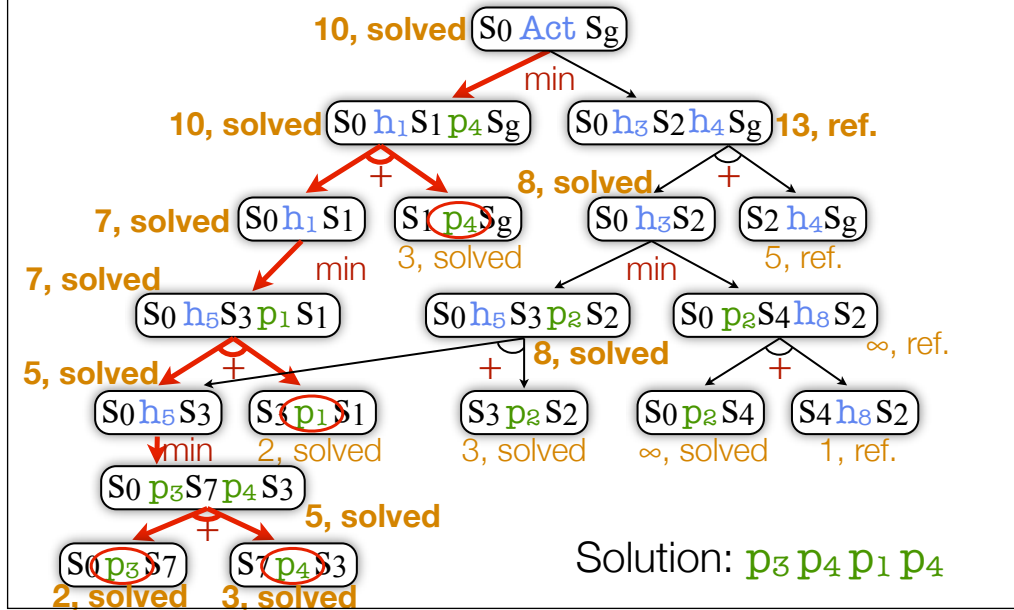 10, solved S0 Act Sg
min
10, solved S0 h1 S1 p4 Sg S0 h3 S2 h4 Sg 13, ref.
+ 8, solved +
7, solved S0 h1 S1 S1 p4 Sg S0 h3 S2 S2 h4 Sg
3, solved 5, ref.
7, solved min min
S0 h5 S3 p1 S1 S0 h5 S3 p2 S2 S0 p2 S4 h8 S2
∞, ref.
5, solved + + 8, solved +
S0 h5 S3 S3 p1 S1 S3 p2 S2 S0 p2 S4 S4 h8 S2
min 2, solved 3, solved ∞, solved 1, ref.
S0 p3 S7 p4 S3
+ 5, solved
S0 p3 S7 S7 p4 S3 Solution: p3 p4 p1 p4
2, solved 3, solved